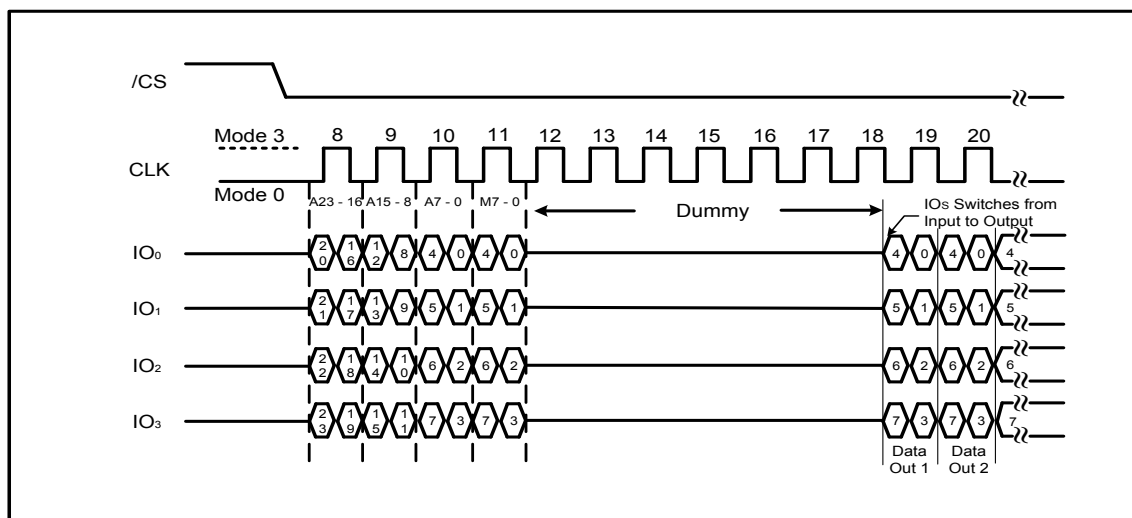 /CS
Mode 3 8 9 10 11 12 13 14 15 16 17 18 19 20
CLK
Mode 0
A23 - 16 A15 - 8 A7 - 0 M7 - 0 Dummy
IOs Switches from
Input to Output
IO0 20 16 12 8 4 0 4 0 4 0 4 0 4
IO1 21 17 13 9 5 1 5 1 5 1 5 1 5
IO2 22 18 14 10 6 2 6 2 6 2 6 2 6
IO3 23 19 15 11 7 3 7 3 7 3 7 3 7
Data Data
Out 1 Out 2